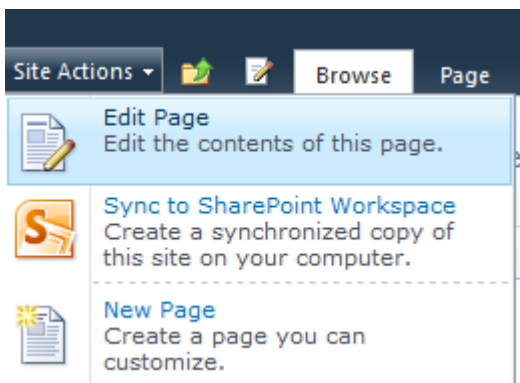 Site Actions Browse Page
Edit Page
Edit the contents of this page.
Sync to SharePoint Workspace
Create a synchronized copy of
this site on your computer.
New Page
Create a page you can
customize.